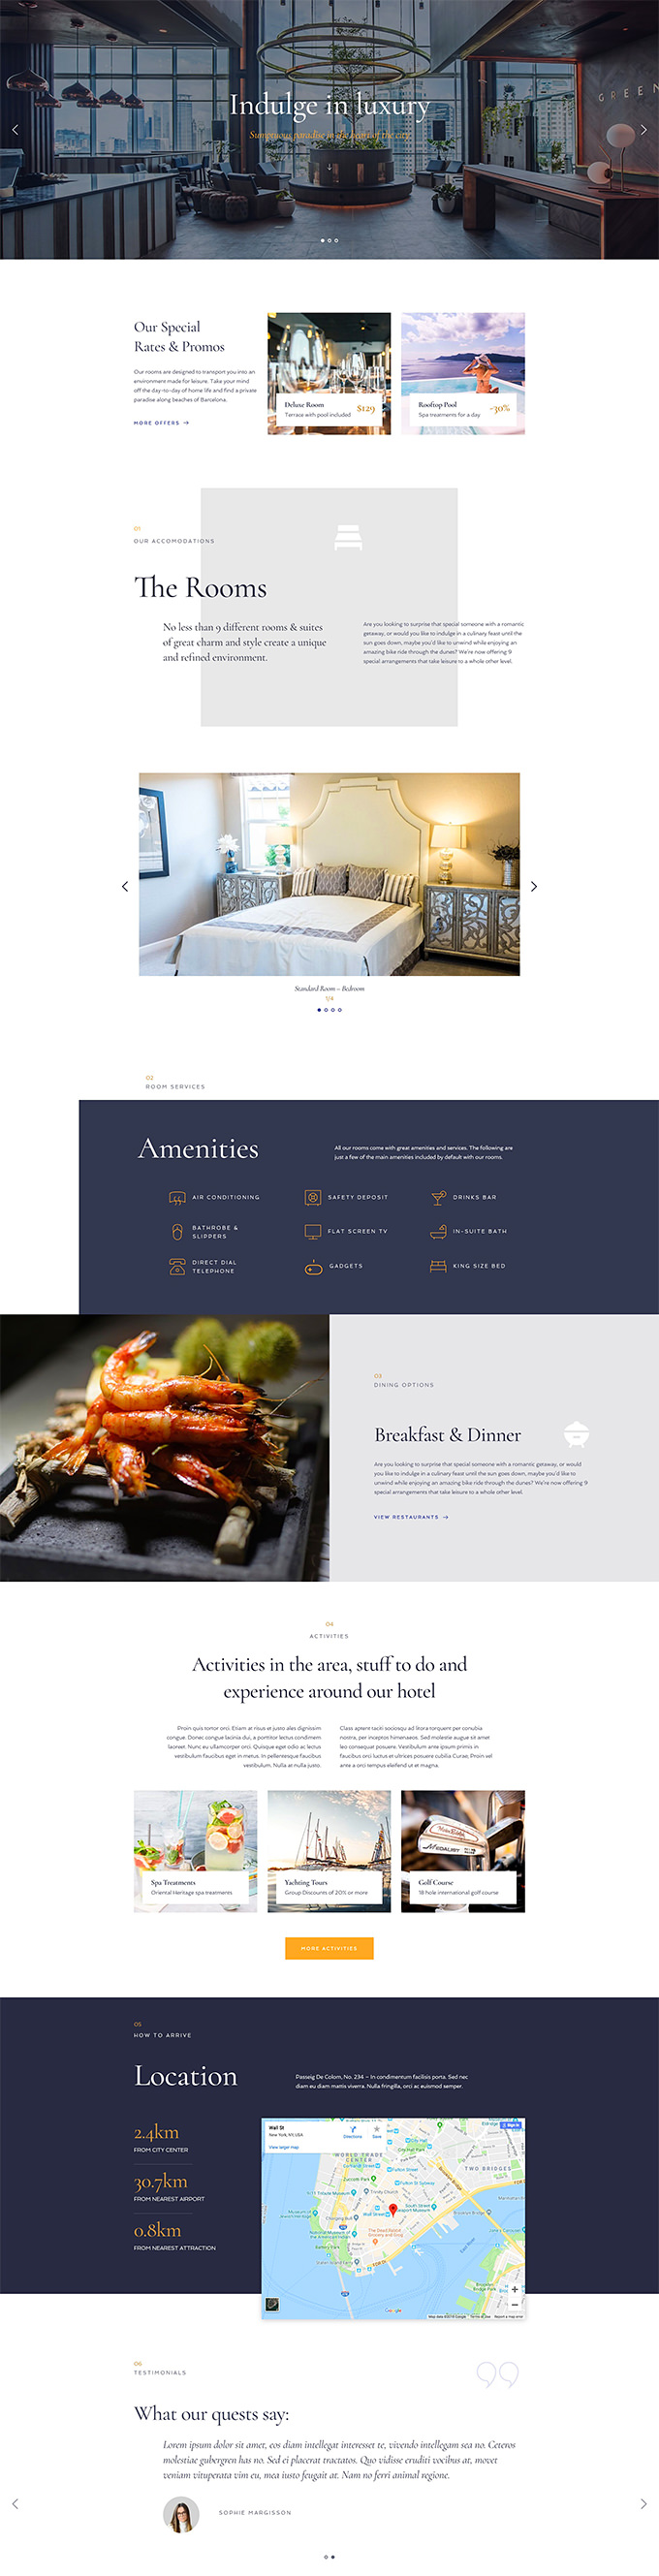 GREEN
Indulge in luxury
Sumptuous paradise in the heart of the city
Our Special
Rates & Promos
Our rooms are designed to transport you into an
environment made for leisure. Take your mind
off the day-to-day of home life and find a private
paradise along beaches of Barcelona.
MORE OFFERS →
Deluxe Room
Terrace with pool included
$129
Rooftop Pool
Spa treatments for a day
-30%
01
OUR ACCOMODATIONS
The Rooms
No less than 9 different rooms & suites
of great charm and style create a unique
and refined environment.
Are you looking to surprise that special someone with a romantic
getaway, or would you like to indulge in a culinary feast until the
sun goes down, maybe you'd like to unwind while enjoying an
amazing bike ride through the dunes? We're now offering 9
special arrangements that take leisure to a whole other level.
Standard Room – Bedroom
1/4
02
ROOM SERVICES
Amenities
All our rooms come with great amenities and services. The following are
just a few of the main amenities included by default with our rooms.
AIR CONDITIONING
SAFETY DEPOSIT
DRINKS BAR
BATHROBE &
SLIPPERS
FLAT SCREEN TV
IN-SUITE BATH
DIRECT DIAL
TELEPHONE
GADGETS
KING SIZE BED
03
DINING OPTIONS
Breakfast & Dinner
Are you looking to surprise that special someone with a romantic getaway, or would
you like to indulge in a culinary feast until the sun goes down, maybe you'd like to
unwind while enjoying an amazing bike ride through the dunes? We're now offering 9
special arrangements that take leisure to a whole other level.
VIEW RESTAURANTS →
04
ACTIVITIES
Activities in the area, stuff to do and
experience around our hotel
Proin quis tortor orci. Etiam at risus et justo ales dignissim
congue. Donec congue lacinia dui, a porttitor lectus condimen
laoreet. Nunc eu ullamcorper orci. Quisque eget odio ac lectus
vestibulum faucibus eget in metus. In pellentesque faucibus
vestibulum. Nulla at nulla justo.
Class aptent taciti sociosqu ad litora torquent per conubia
nostra, per inceptos himenaeos. Sed molestie augue sit amet
leo consequat posuere. Vestibulum ante ipsum primis in
faucibus orci luctus et ultrices posuere cubilia Curae; Proin vel
ante a orci tempus eleifend ut et magna.
MEDALIST
Spa Treatments
Oriental Heritage spa treatments
Yachting Tours
Group Discounts of 20% or more
Golf Course
18 hole international golf course
MORE ACTIVITIES
05
HOW TO ARRIVE
Location
Passeig De Colom, No. 234 – In condimentum facilisis porta. Sed nec
diam eu diam mattis viverra. Nulla fringilla, orci ac euismod semper.
2.4km
FROM CITY CENTER
30.7km
FROM NEAREST AIRPORT
0.8km
FROM NEAREST ATTRACTION
Wall St
New York, NY, USA
Directions
Save
View larger map
Sign in
WORLD TRADE
CENTER
TWO BRIDGES
Trinity Church
Wall Street
Battery Park
East River
Google
06
TESTIMONIALS
What our quests say:
Lorem ipsum dolor sit amet, eos diam intellegat interesset te, vivendo intellegam sea no. Ceteros
molestiae gubergren has no. Sed ei placerat tractatos. Quo vidisse eruditi vocibus at, movet
veniam vituperata vim eu, mea iusto feugait at. Nam no ferri animal regione.
SOPHIE MARGISSON